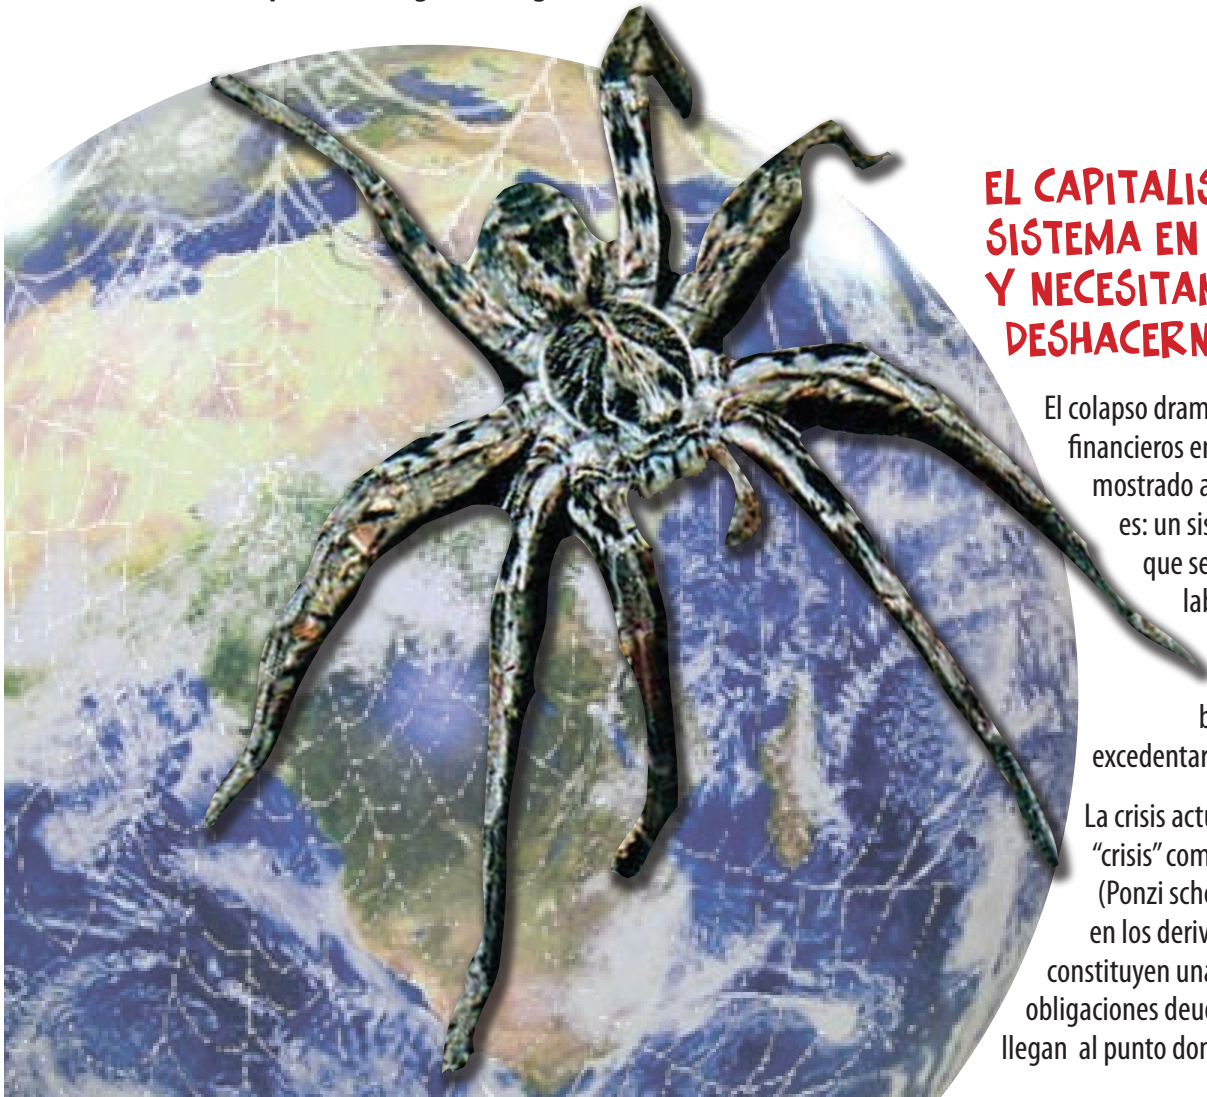 EL CAPITALIS
SISTEMA EN
Y NECESITAN
DESHACERN
El colapso dram
financieros en
mostrado a
es: un sis
que se
lab
b
excedentar
La crisis actu
“crisis” com
(Ponzi sche
en los deriv
constituyen una
obligaciones deud
llegan al punto don